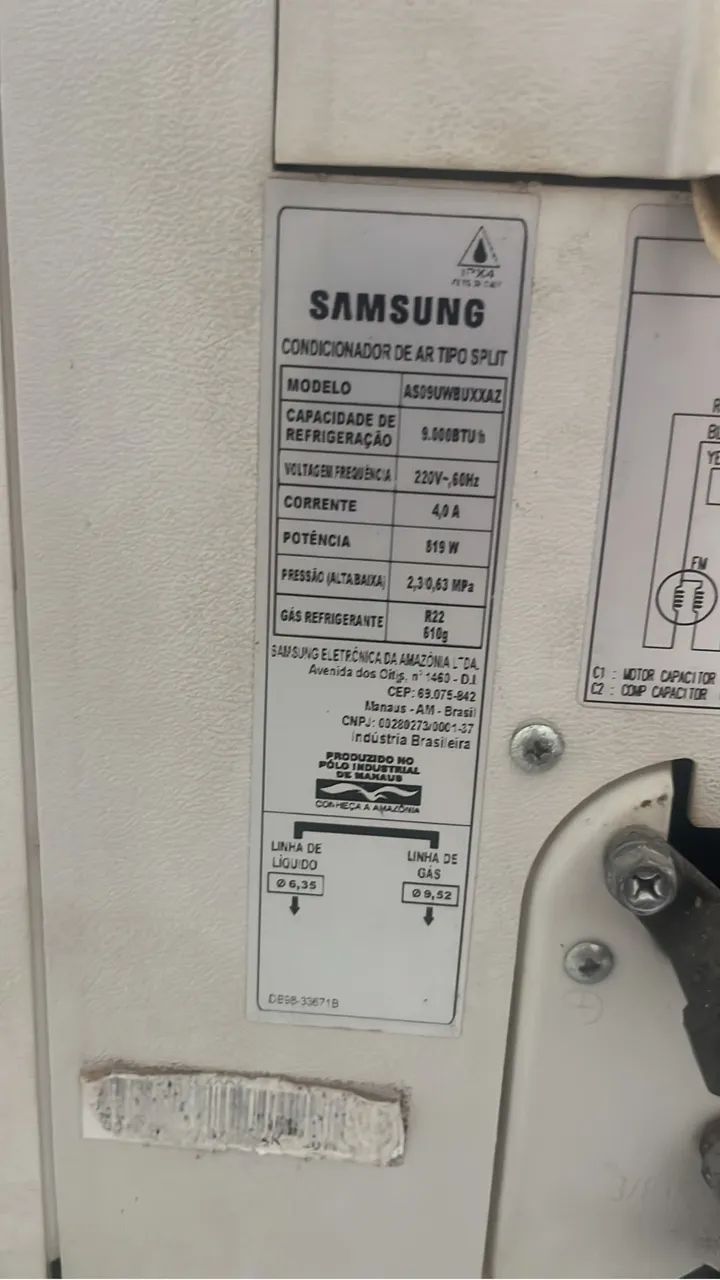 IPX4
SAMSUNG
CONDICIONADOR DE AR TIPO SPLIT
MODELO AS09UWBUXXAZ
CAPACIDADE DE REFRIGERAÇÃO 9.000BTU/h
VOLTAGEM/FREQUÊNCIA 220V~,60Hz
CORRENTE 4,0 A
POTÊNCIA 819 W
PRESSÃO (ALTA/BAIXA) 2,3/0,63 MPa
GÁS REFRIGERANTE R22
610g
SAMSUNG ELETRÔNICA DA AMAZÔNIA LTDA.
Avenida dos Oitis, n° 1460 - D.I.
CEP: 69.075-842
Manaus - AM - Brasil
CNPJ: 00280273/0001-37
Indústria Brasileira
PRODUZIDO NO
PÓLO INDUSTRIAL
DE MANAUS
CONHEÇA A AMAZÔNIA
LINHA DE
LÍQUIDO
Ø 6,35
LINHA DE
GÁS
Ø 9,52
DB98-33671B
BL
YE
FM
C1 : MOTOR CAPACITOR
C2 : COMP CAPACITOR